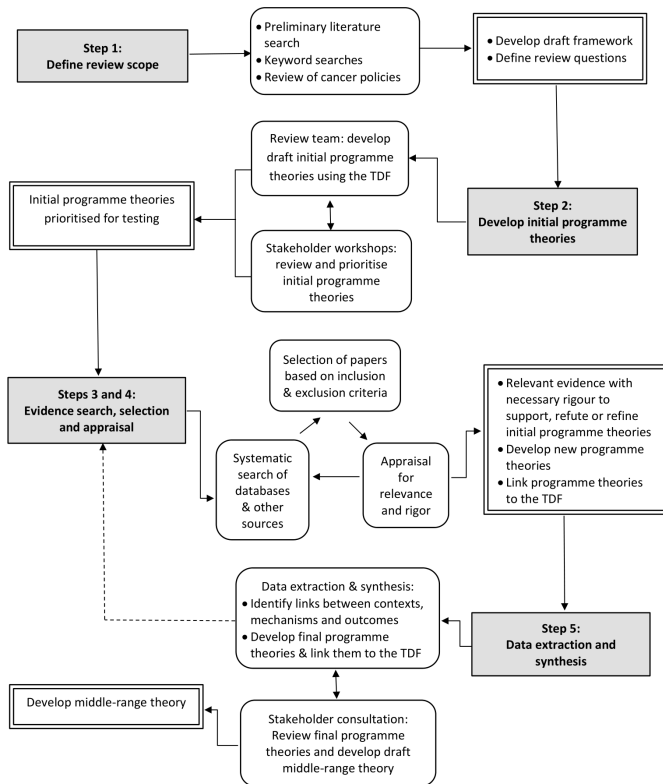 Step 1:
Define review scope
• Preliminary literature
search
• Keyword searches
• Review of cancer policies
• Develop draft framework
• Define review questions
Step 2:
Develop initial programme
theories
Review team: develop
draft initial programme
theories using the TDF
Stakeholder workshops:
review and prioritise
initial programme
theories
Initial programme theories
prioritised for testing
Steps 3 and 4:
Evidence search, selection
and appraisal
Systematic
search of
databases
& other
sources
Selection of papers
based on inclusion
& exclusion criteria
Appraisal
for
relevance
and rigor
• Relevant evidence with
necessary rigour to
support, refute or refine
initial programme theories
• Develop new programme
theories
• Link programme theories
to the TDF
Step 5:
Data extraction and
synthesis
Data extraction & synthesis:
• Identify links between contexts,
mechanisms and outcomes
• Develop final programme
theories & link them to the TDF
Stakeholder consultation:
Review final programme
theories and develop draft
middle-range theory
Develop middle-range theory